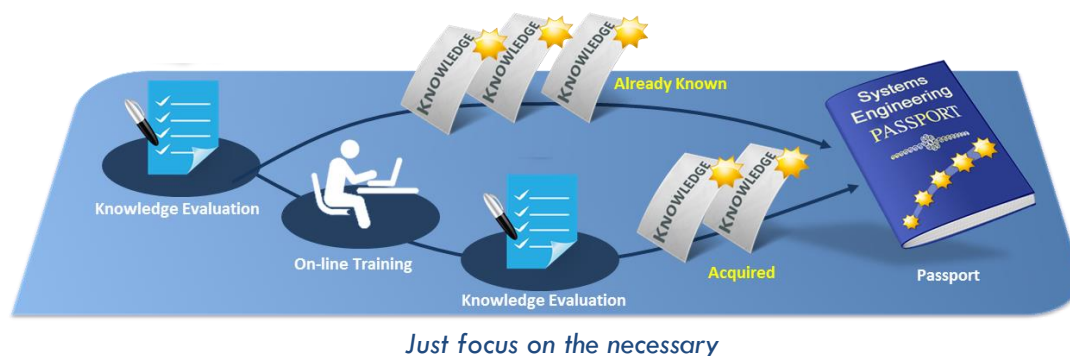 KNOWLEDGE
KNOWLEDGE
KNOWLEDGE
Already Known
Systems
Engineering
PASSPORT
Knowledge Evaluation
On-line Training
KNOWLEDGE
KNOWLEDGE
Knowledge Evaluation
Acquired
Passport
Just focus on the necessary